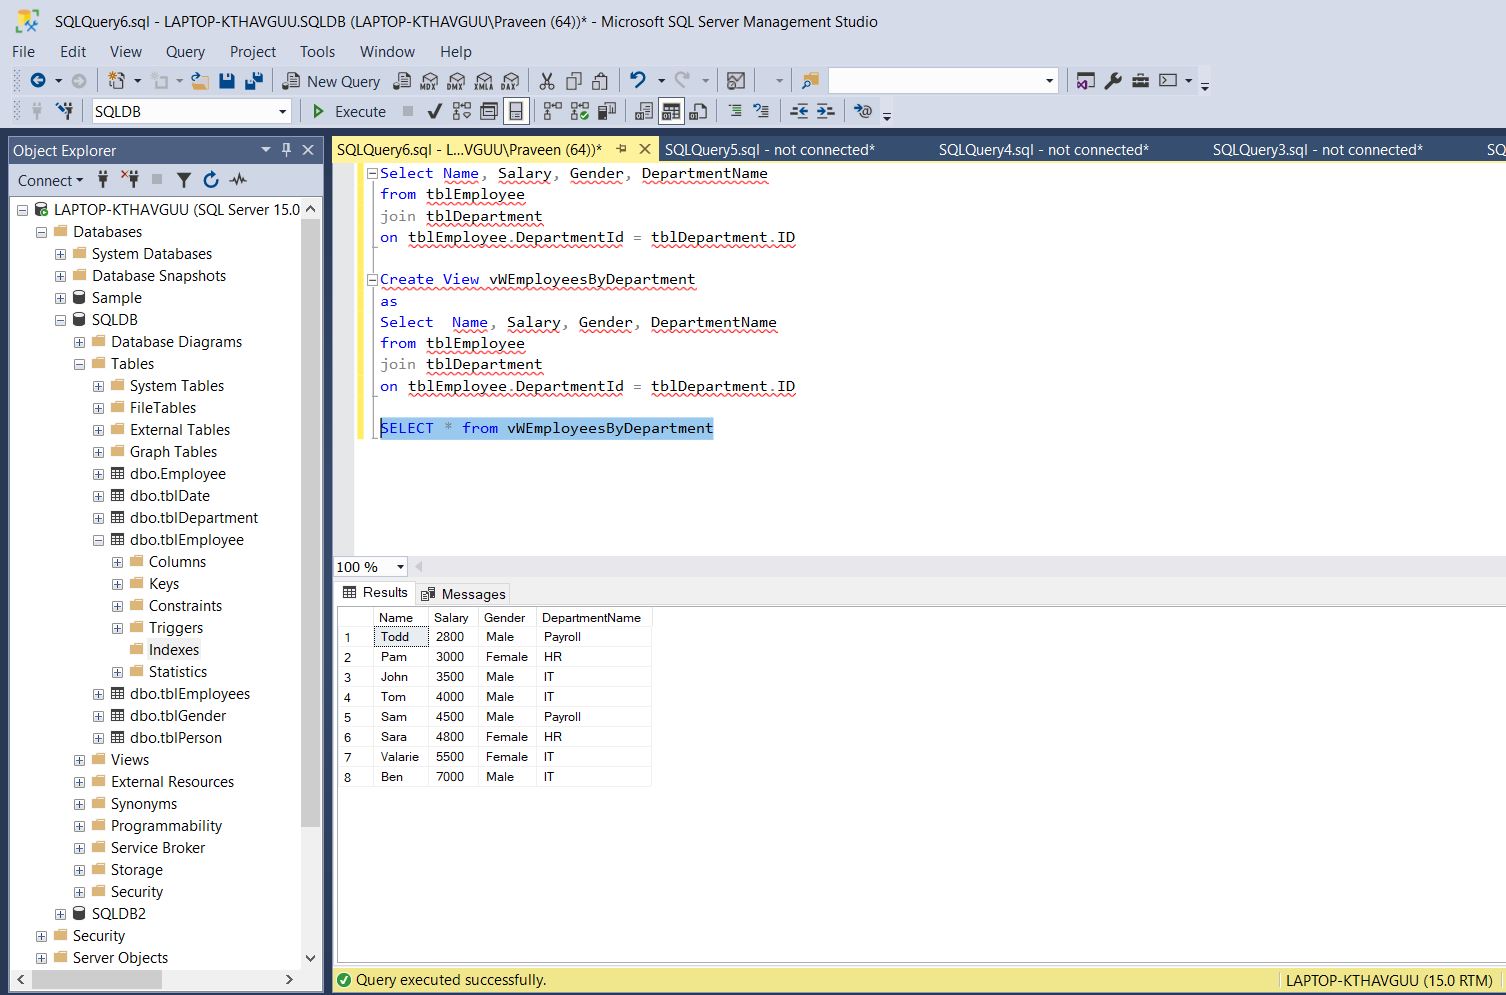 SQLQuery6.sql - LAPTOP-KTHAVGUU.SQLDB (LAPTOP-KTHAVGUU\Praveen (64))* - Microsoft SQL Server Management Studio
File Edit View Query Project Tools Window Help
New Query MDX DMX XMLA DAX
SQLDB Execute
Object Explorer
Connect
LAPTOP-KTHAVGUU (SQL Server 15.0
Databases
System Databases
Database Snapshots
Sample
SQLDB
Database Diagrams
Tables
System Tables
FileTables
External Tables
Graph Tables
dbo.Employee
dbo.tblDate
dbo.tblDepartment
dbo.tblEmployee
Columns
Keys
Constraints
Triggers
Indexes
Statistics
dbo.tblEmployees
dbo.tblGender
dbo.tblPerson
Views
External Resources
Synonyms
Programmability
Service Broker
Storage
Security
SQLDB2
Security
Server Objects
SQLQuery6.sql - L...VGUU\Praveen (64))* SQLQuery5.sql - not connected* SQLQuery4.sql - not connected* SQLQuery3.sql - not connected* SQ
Select Name, Salary, Gender, DepartmentName
from tblEmployee
join tblDepartment
on tblEmployee.DepartmentId = tblDepartment.ID
Create View vWEmployeesByDepartment
as
Select  Name, Salary, Gender, DepartmentName
from tblEmployee
join tblDepartment
on tblEmployee.DepartmentId = tblDepartment.ID
SELECT * from vWEmployeesByDepartment
100 %
Results Messages
Name Salary Gender DepartmentName
1 Todd 2800 Male Payroll
2 Pam 3000 Female HR
3 John 3500 Male IT
4 Tom 4000 Male IT
5 Sam 4500 Male Payroll
6 Sara 4800 Female HR
7 Valarie 5500 Female IT
8 Ben 7000 Male IT
Query executed successfully. LAPTOP-KTHAVGUU (15.0 RTM)